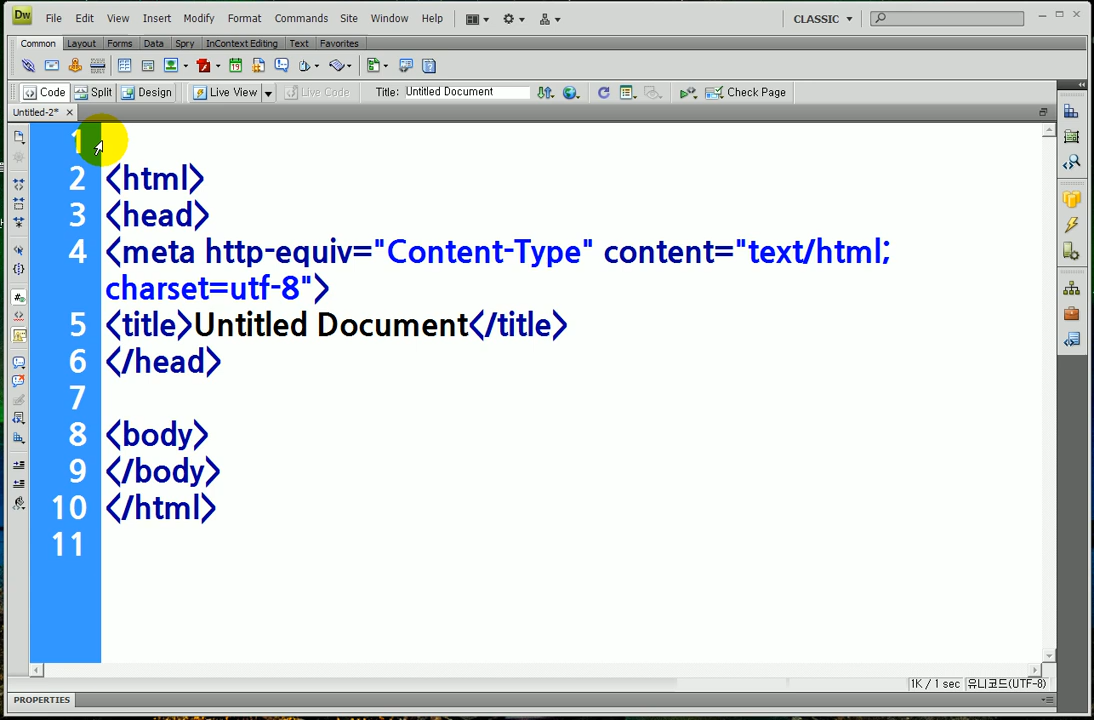 Dw File Edit View Insert Modify Format Commands Site Window Help CLASSIC
Common Layout Forms Data Spry InContext Editing Text Favorites
Code Split Design Live View Live Code Title: Untitled Document Check Page
Untitled-2*
1
2 <html>
3 <head>
4 <meta http-equiv="Content-Type" content="text/html;
charset=utf-8">
5 <title>Untitled Document</title>
6 </head>
7
8 <body>
9 </body>
10 </html>
11
1K / 1 sec 유니코드(UTF-8)
PROPERTIES